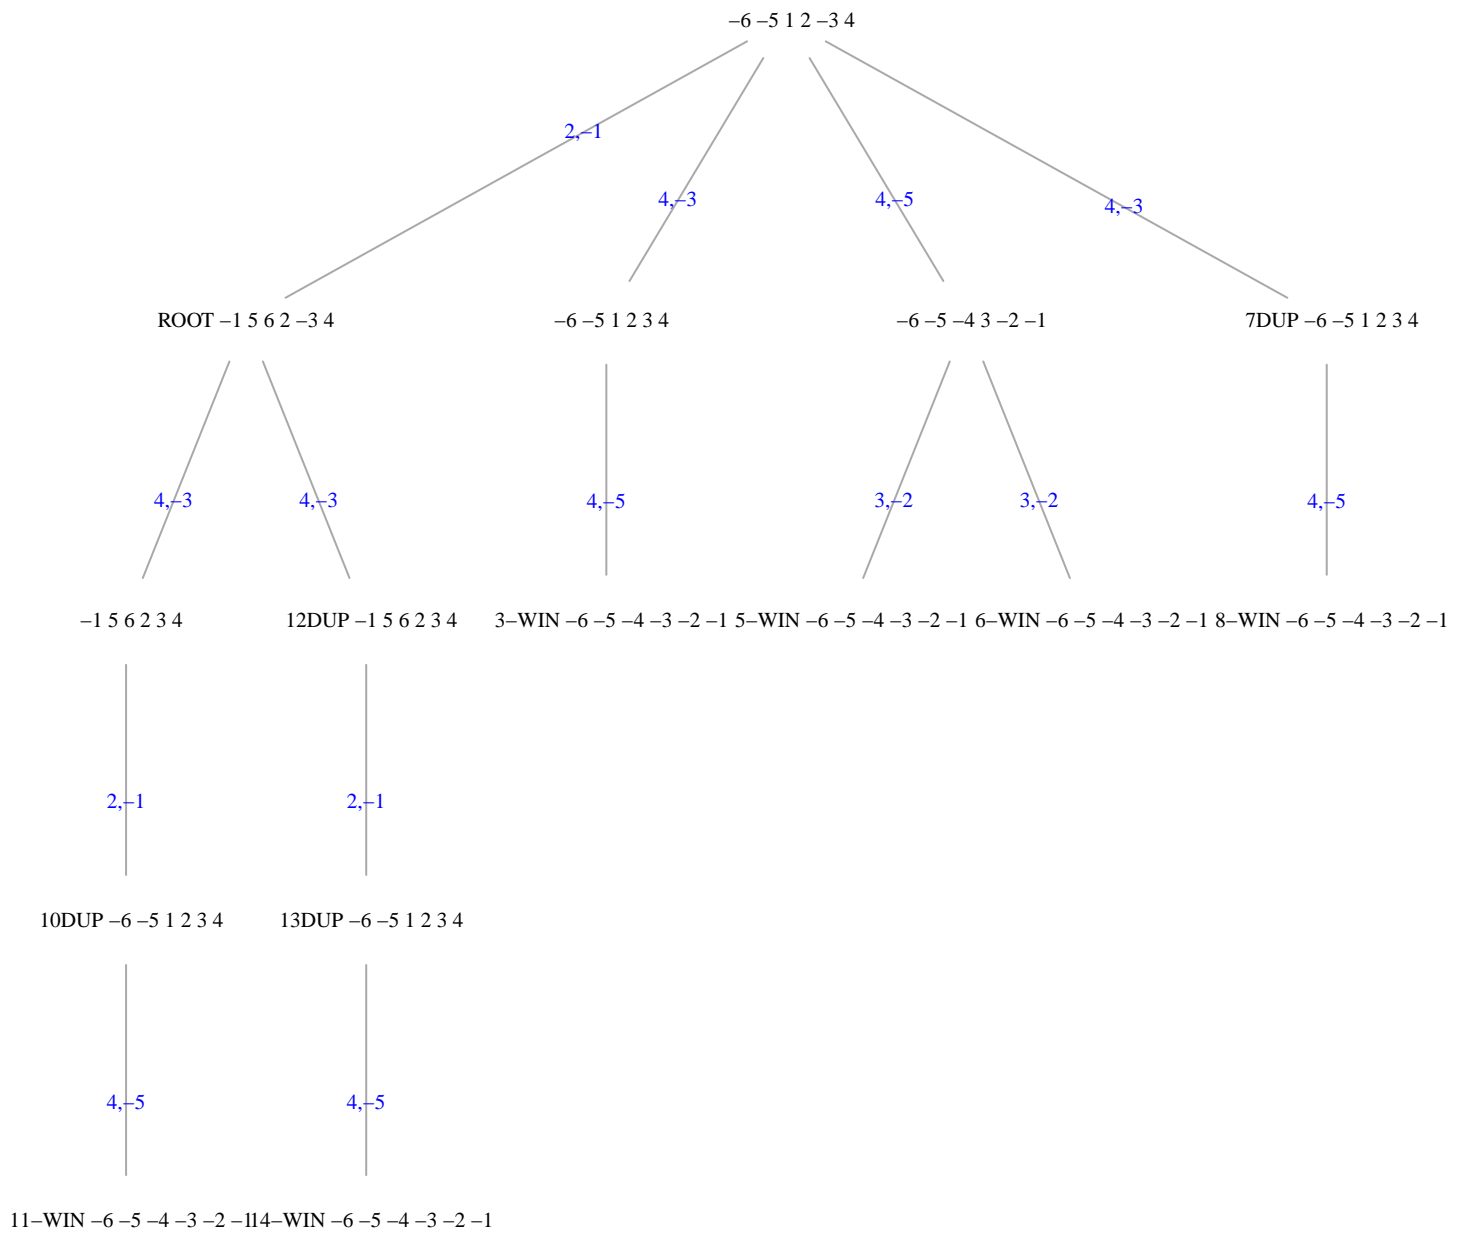 −6 −5 1 2 −3 4
2,−1
4,−3
4,−5
4,−3
ROOT −1 5 6 2 −3 4
−6 −5 1 2 3 4
−6 −5 −4 3 −2 −1
7DUP −6 −5 1 2 3 4
4,−3
4,−3
4,−5
3,−2
3,−2
4,−5
−1 5 6 2 3 4
12DUP −1 5 6 2 3 4
3−WIN −6 −5 −4 −3 −2 −1
5−WIN −6 −5 −4 −3 −2 −1
6−WIN −6 −5 −4 −3 −2 −1
8−WIN −6 −5 −4 −3 −2 −1
2,−1
2,−1
10DUP −6 −5 1 2 3 4
13DUP −6 −5 1 2 3 4
4,−5
4,−5
11−WIN −6 −5 −4 −3 −2 −1
14−WIN −6 −5 −4 −3 −2 −1